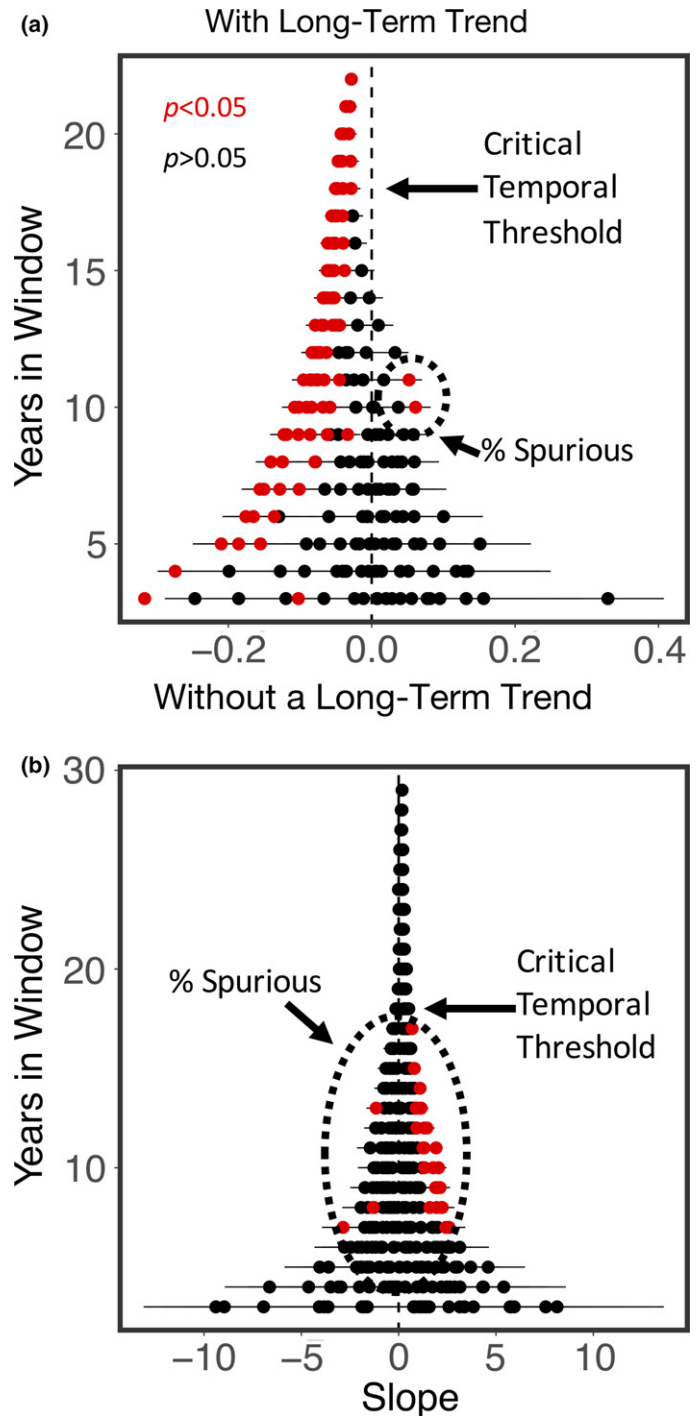 (a)
With Long-Term Trend
p<0.05
p>0.05
Critical
Temporal
Threshold
% Spurious
Years in Window
20
15
10
5
−0.2
0.0
0.2
0.4
Without a Long-Term Trend
(b)
30
20
10
% Spurious
Critical
Temporal
Threshold
Years in Window
−10
−5
0
5
10
Slope